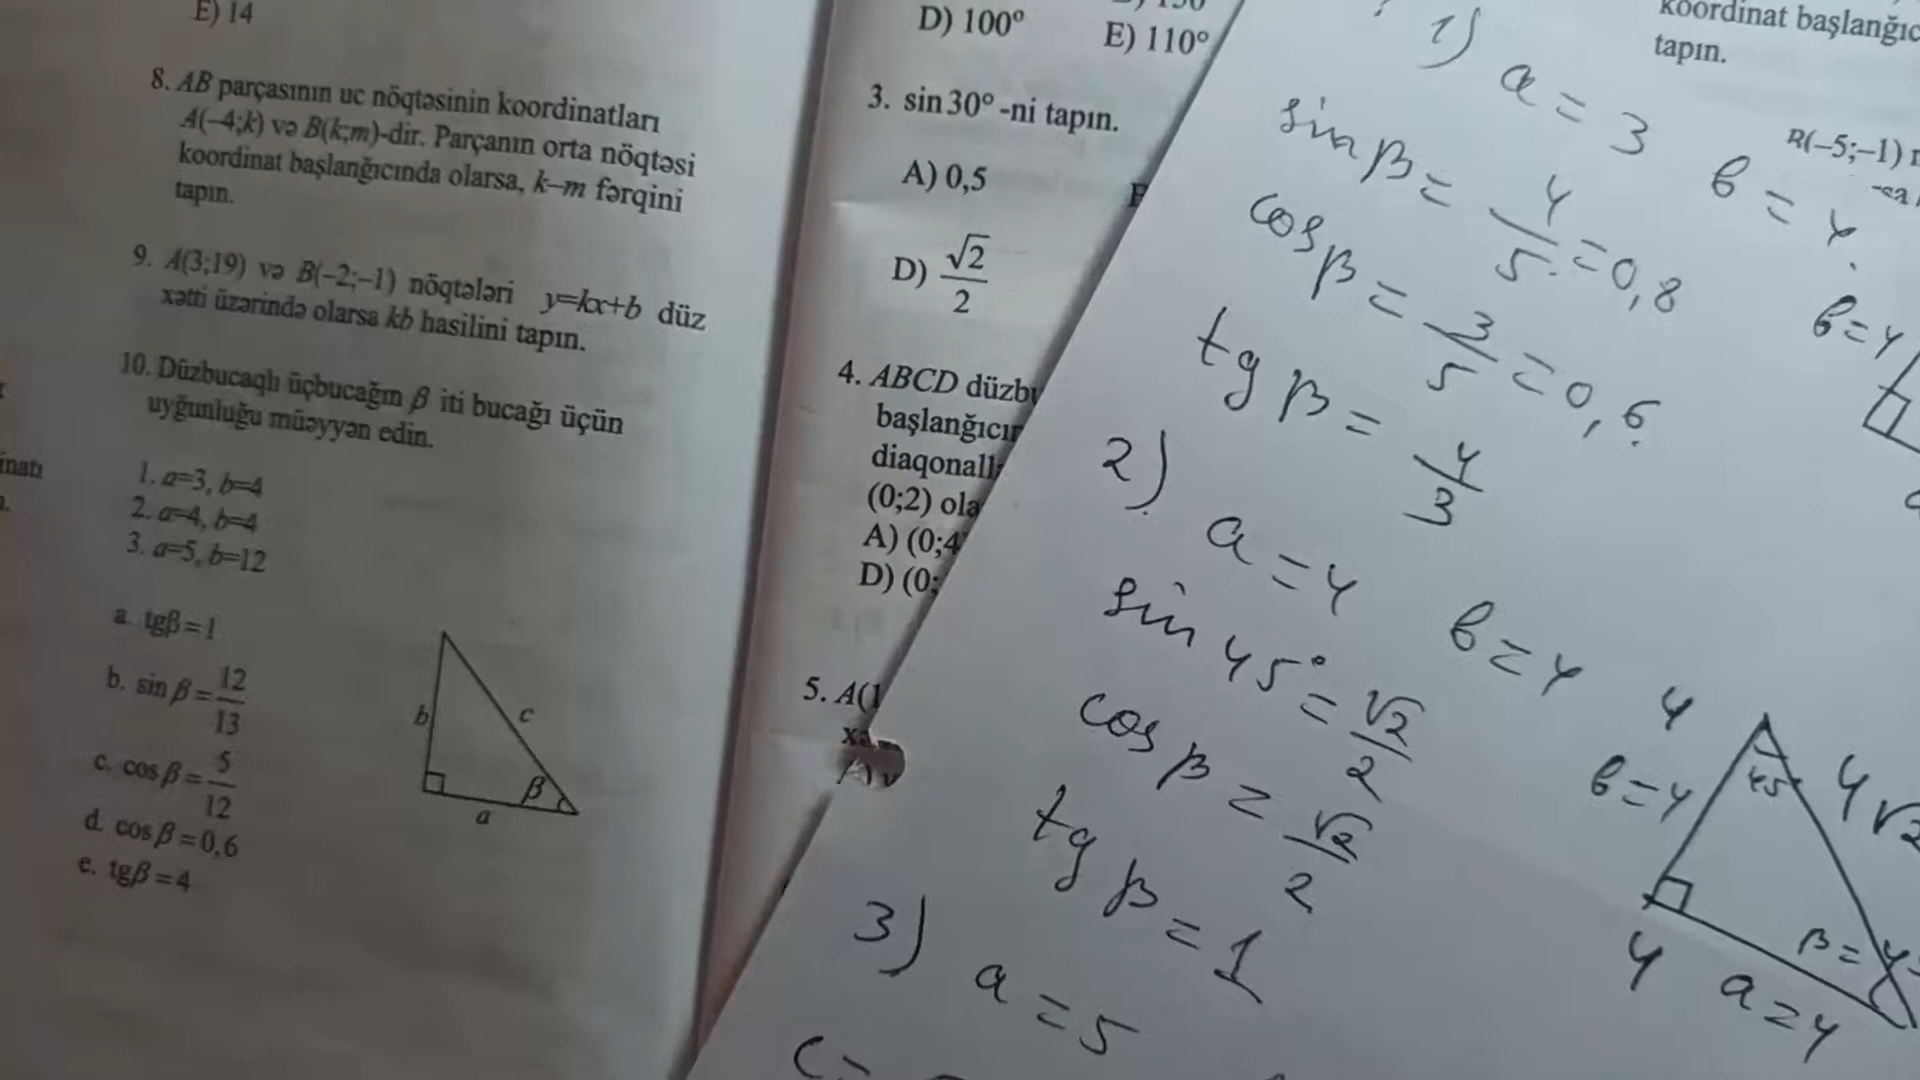 E) 14
8. AB parçasının uc nöqtəsinin koordinatları
A(–4;k) və B(k;m)-dir. Parçanın orta nöqtəsi
koordinat başlanğıcında olarsa, k–m fərqini
tapın.
9. A(3;19) və B(–2;–1) nöqtələri y=kx+b düz
xətti üzərində olarsa kb hasilini tapın.
10. Düzbucaqlı üçbucağın β iti bucağı üçün
uyğunluğu müəyyən edin.
1. a=3, b=4
2. a=4, b=4
3. a=5, b=12
a. tgβ=1
b. sin β = 12/13
c. cos β = 5/12
d. cos β = 0,6
e. tgβ = 4
b
c
β
a
D) 100°
E) 110°
3. sin 30° -ni tapın.
A) 0,5
D) √2/2
4. ABCD
(0;2)
A) (0;4
D) (0;
5. A(1
koordinat
tapın.
R(–5;–1)
1) a = 3 b = 4
sin β = 4/5 = 0,8
cos β = 3/5 = 0,6
tg β = 4/3
b=4
2) a = 4 b = 4
sin 45° = √2/2
cos β = √2/2
tg β = 1
4
b=4
45
4√2
4
a=4
β=
3) a = 5